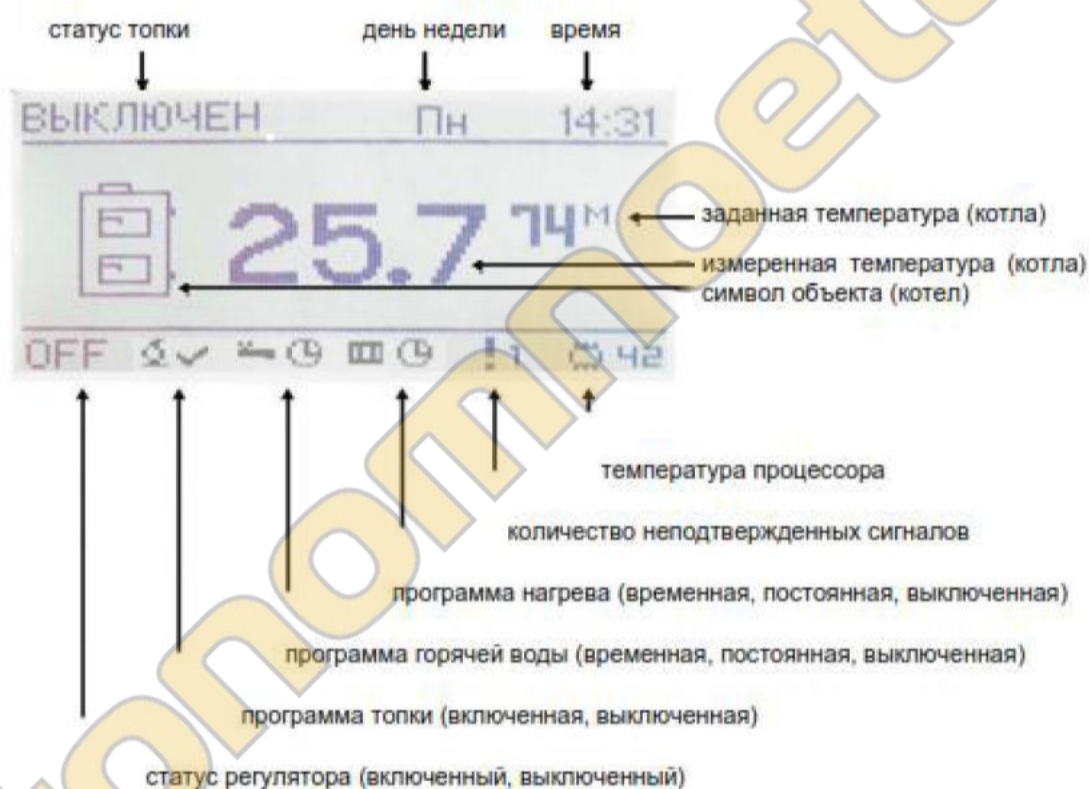 статус топки день недели время
ВЫКЛЮЧЕН Пн 14:31
25.7 74 М
заданная температура (котла)
измеренная температура (котла)
символ объекта (котел)
OFF !1 42
температура процессора
количество неподтвержденных сигналов
программа нагрева (временная, постоянная, выключенная)
программа горячей воды (временная, постоянная, выключенная)
программа топки (включенная, выключенная)
статус регулятора (включенный, выключенный)